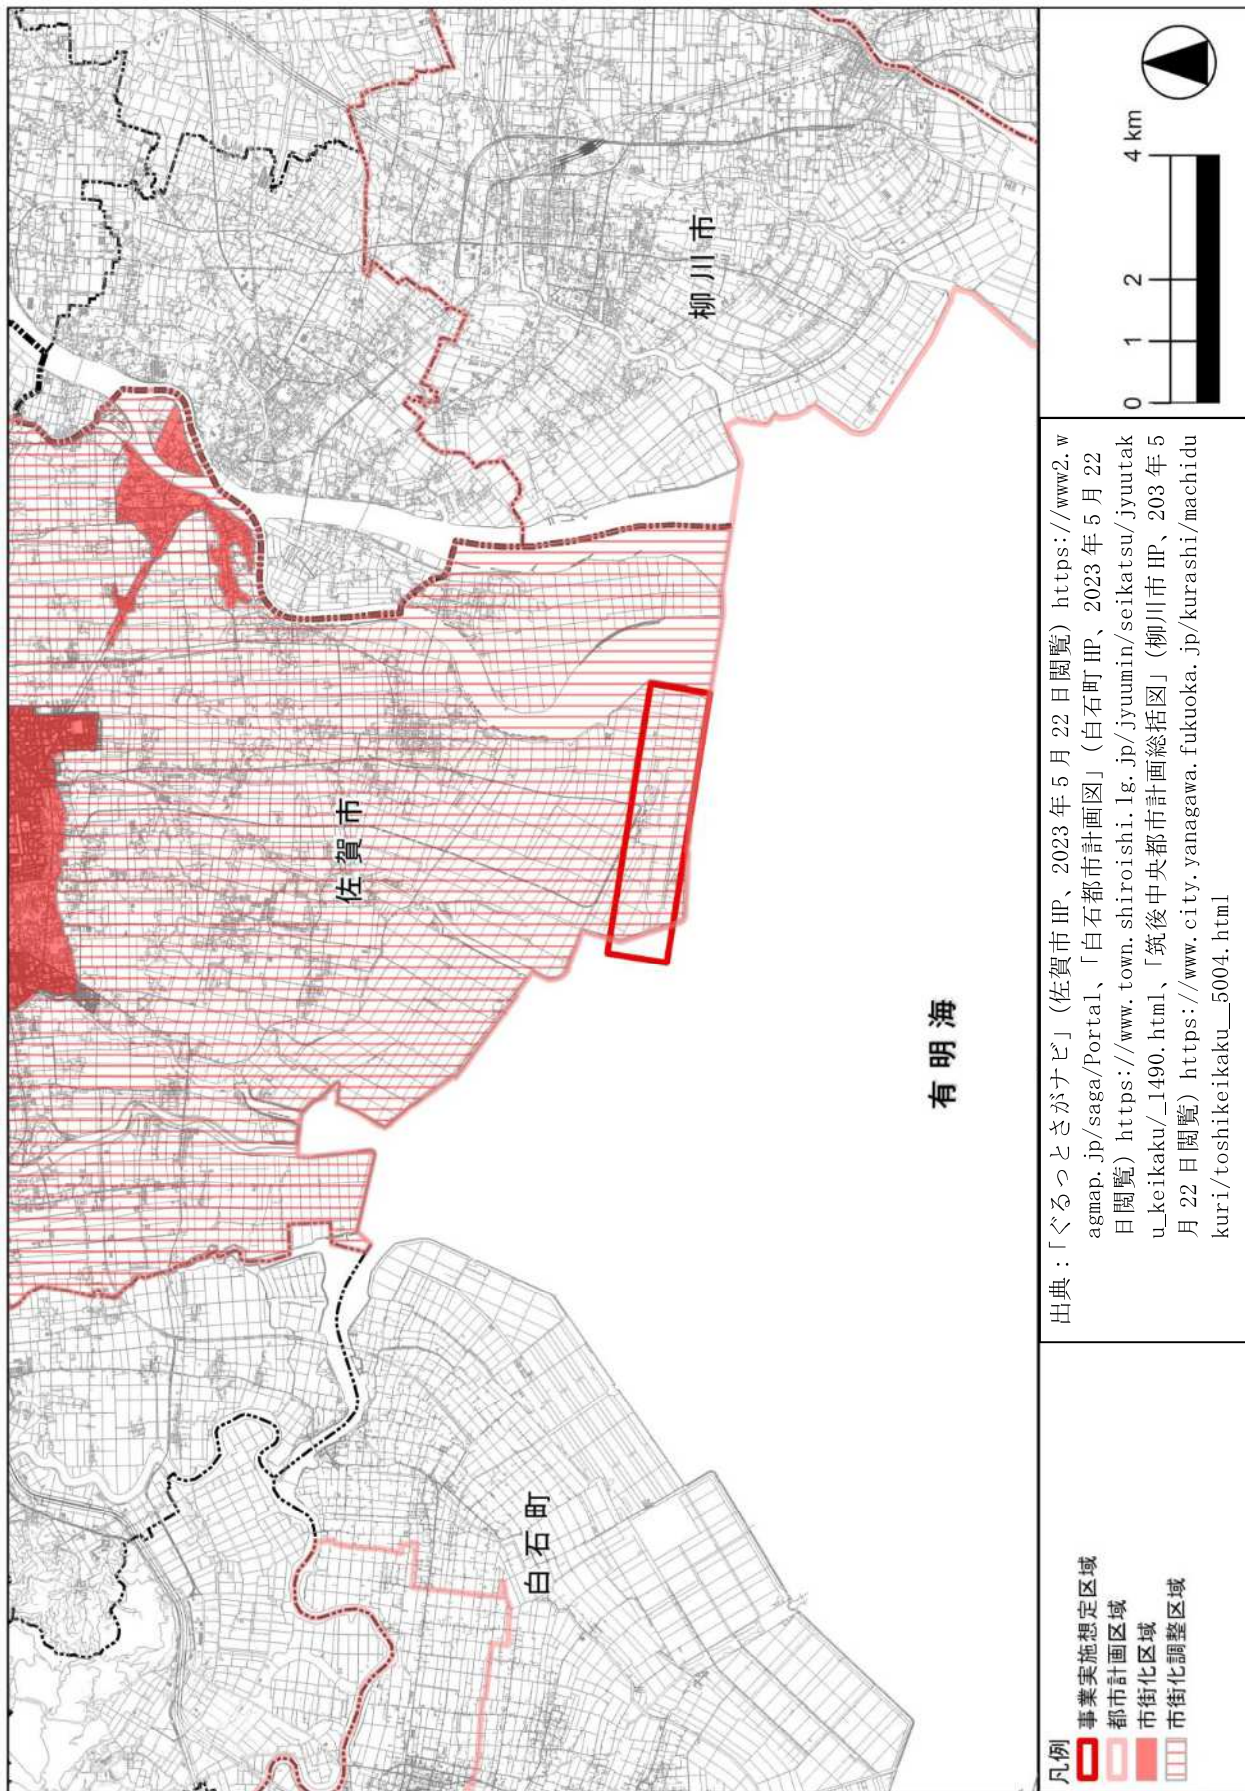 佐賀市
柳川市
白石町
有明海
凡例
事業実施想定区域
都市計画区域
市街化区域
市街化調整区域
出典：「ぐるっとさがナビ」（佐賀市HP、2023年5月22日閲覧）https://www2.w
agmap.jp/saga/Portal、「白石都市計画図」（白石町HP、2023年5月22
日閲覧）https://www.town.shiroishi.lg.jp/jyuumin/seikatsu/jyuutak
u_keikaku/_1490.html、「筑後中央都市計画総括図」（柳川市HP、203年5
月22日閲覧）https://www.city.yanagawa.fukuoka.jp/kurashi/machidu
kuri/toshikeikaku__5004.html
0 1 2 4 km